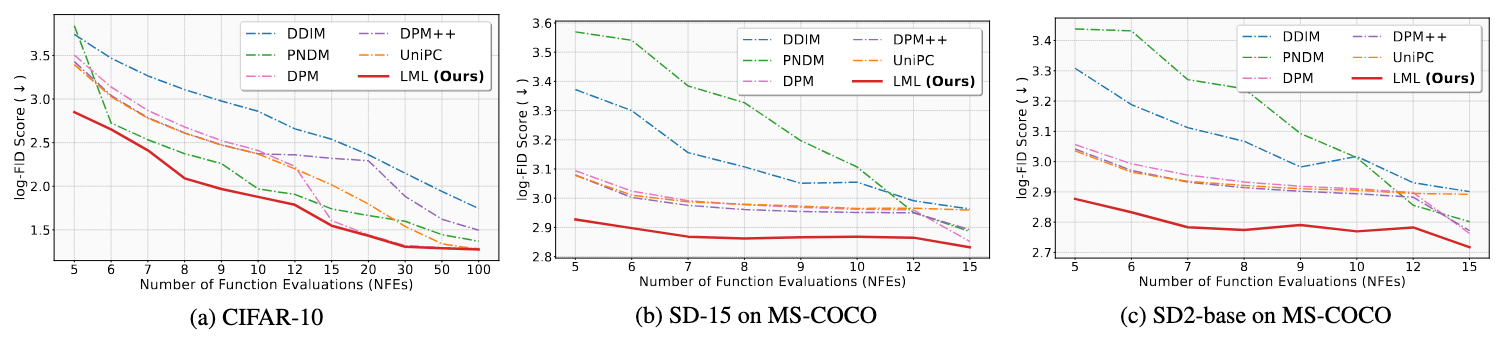 log-FID Score (↓)
3.5
3.0
2.5
2.0
1.5
DDIM
PNDM
DPM
DPM++
UniPC
LML (Ours)
5 6 7 8 9 10 12 15 20 30 50 100
Number of Function Evaluations (NFEs)
(a) CIFAR-10
log-FID Score (↓)
3.6
3.5
3.4
3.3
3.2
3.1
3.0
2.9
2.8
DDIM
PNDM
DPM
DPM++
UniPC
LML (Ours)
5 6 7 8 9 10 12 15
Number of Function Evaluations (NFEs)
(b) SD-15 on MS-COCO
log-FID Score (↓)
3.4
3.3
3.2
3.1
3.0
2.9
2.8
2.7
DDIM
PNDM
DPM
DPM++
UniPC
LML (Ours)
5 6 7 8 9 10 12 15
Number of Function Evaluations (NFEs)
(c) SD2-base on MS-COCO